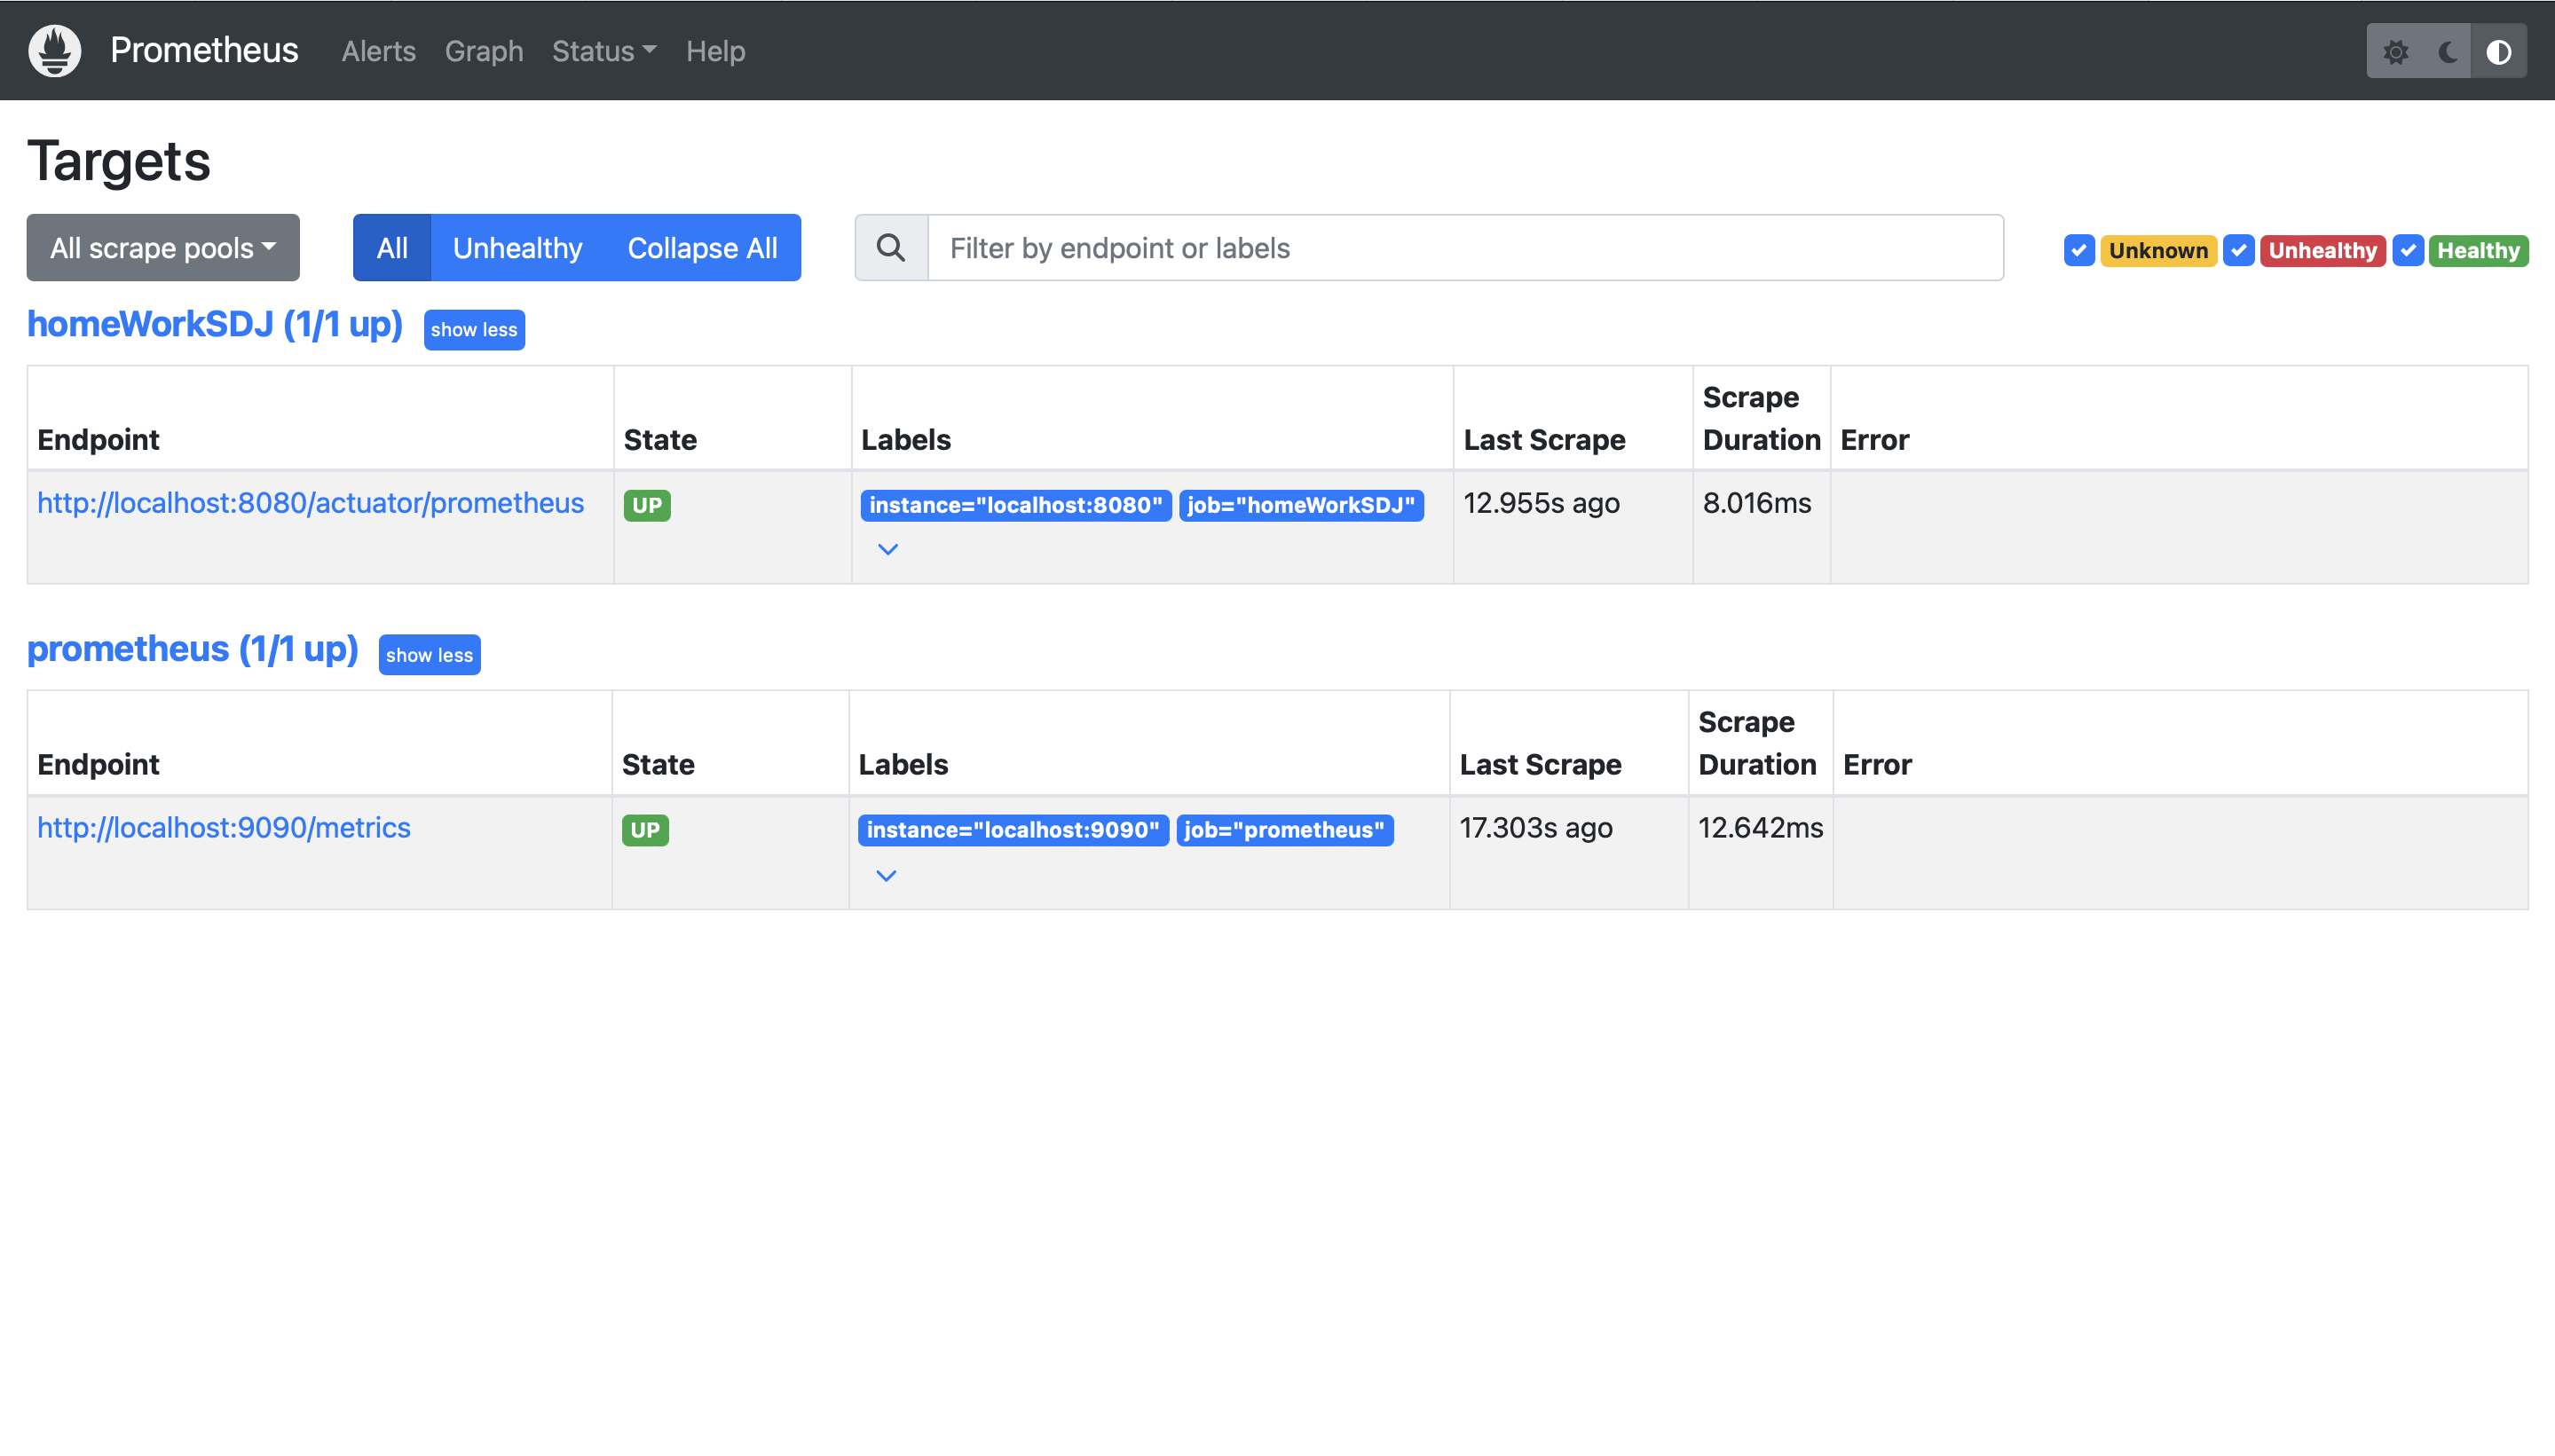 Prometheus Alerts Graph Status Help
Targets
All scrape pools All Unhealthy Collapse All Filter by endpoint or labels Unknown Unhealthy Healthy
homeWorkSDJ (1/1 up) show less
Scrape
Endpoint State Labels Last Scrape Duration Error
http://localhost:8080/actuator/prometheus UP instance="localhost:8080" job="homeWorkSDJ" 12.955s ago 8.016ms
prometheus (1/1 up) show less
Scrape
Endpoint State Labels Last Scrape Duration Error
http://localhost:9090/metrics UP instance="localhost:9090" job="prometheus" 17.303s ago 12.642ms